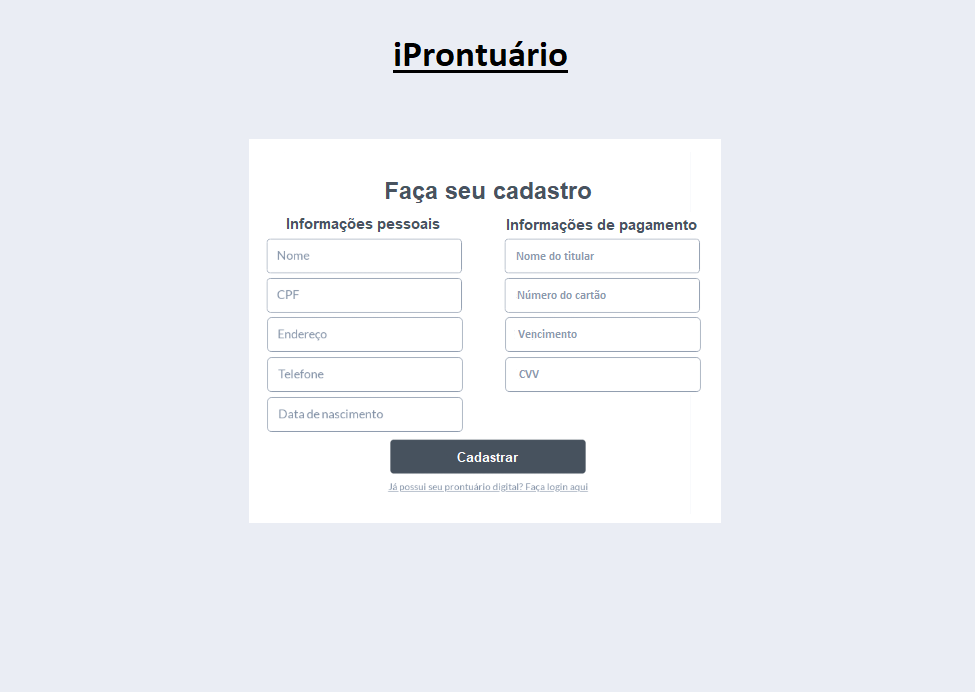 iProntuário
Faça seu cadastro
Informações pessoais
Nome
CPF
Endereço
Telefone
Data de nascimento
Informações de pagamento
Nome do titular
Número do cartão
Vencimento
CVV
Cadastrar
Já possui seu prontuário digital? Faça login aqui